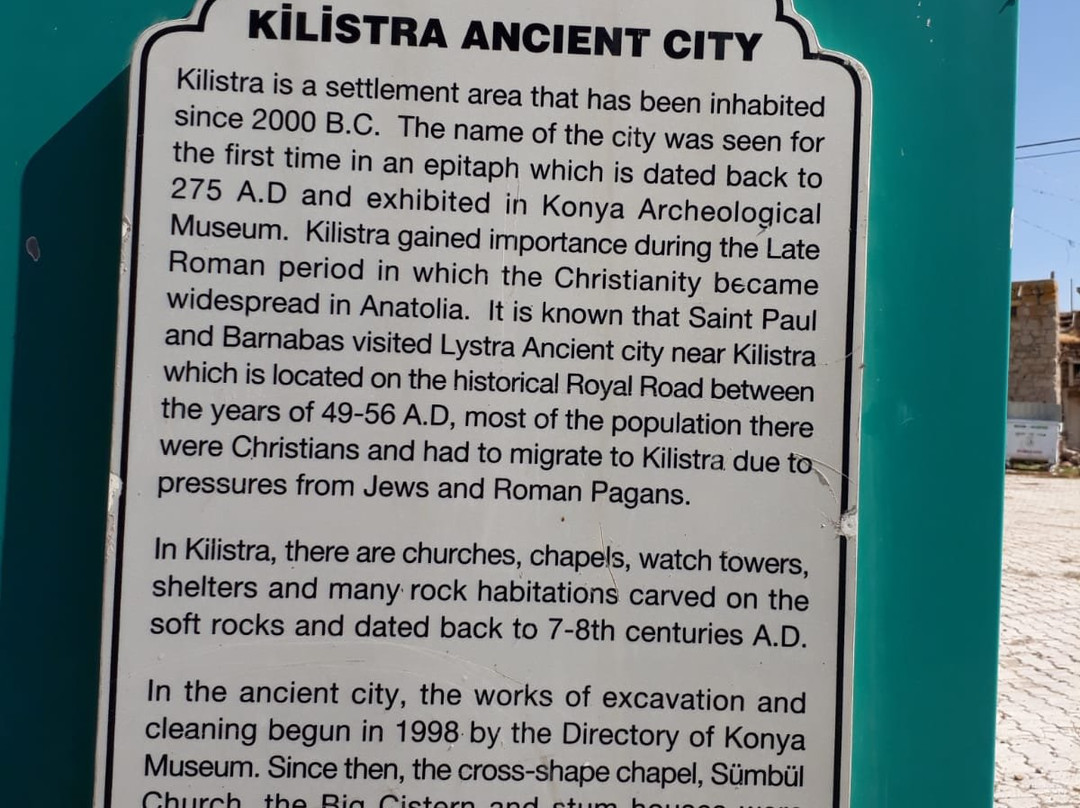 KİLİSTRA ANCIENT CITY
Kilistra is a settlement area that has been inhabited
since 2000 B.C. The name of the city was seen for
the first time in an epitaph which is dated back to
275 A.D and exhibited in Konya Archeological
Museum. Kilistra gained importance during the Late
Roman period in which the Christianity became
widespread in Anatolia. It is known that Saint Paul
and Barnabas visited Lystra Ancient city near Kilistra
which is located on the historical Royal Road between
the years of 49-56 A.D, most of the population there
were Christians and had to migrate to Kilistra due to
pressures from Jews and Roman Pagans.
In Kilistra, there are churches, chapels, watch towers,
shelters and many rock habitations carved on the
soft rocks and dated back to 7-8th centuries A.D.
In the ancient city, the works of excavation and
cleaning begun in 1998 by the Directory of Konya
Museum. Since then, the cross-shape chapel, Sümbül
Church, the Big Cistern and stum houses were